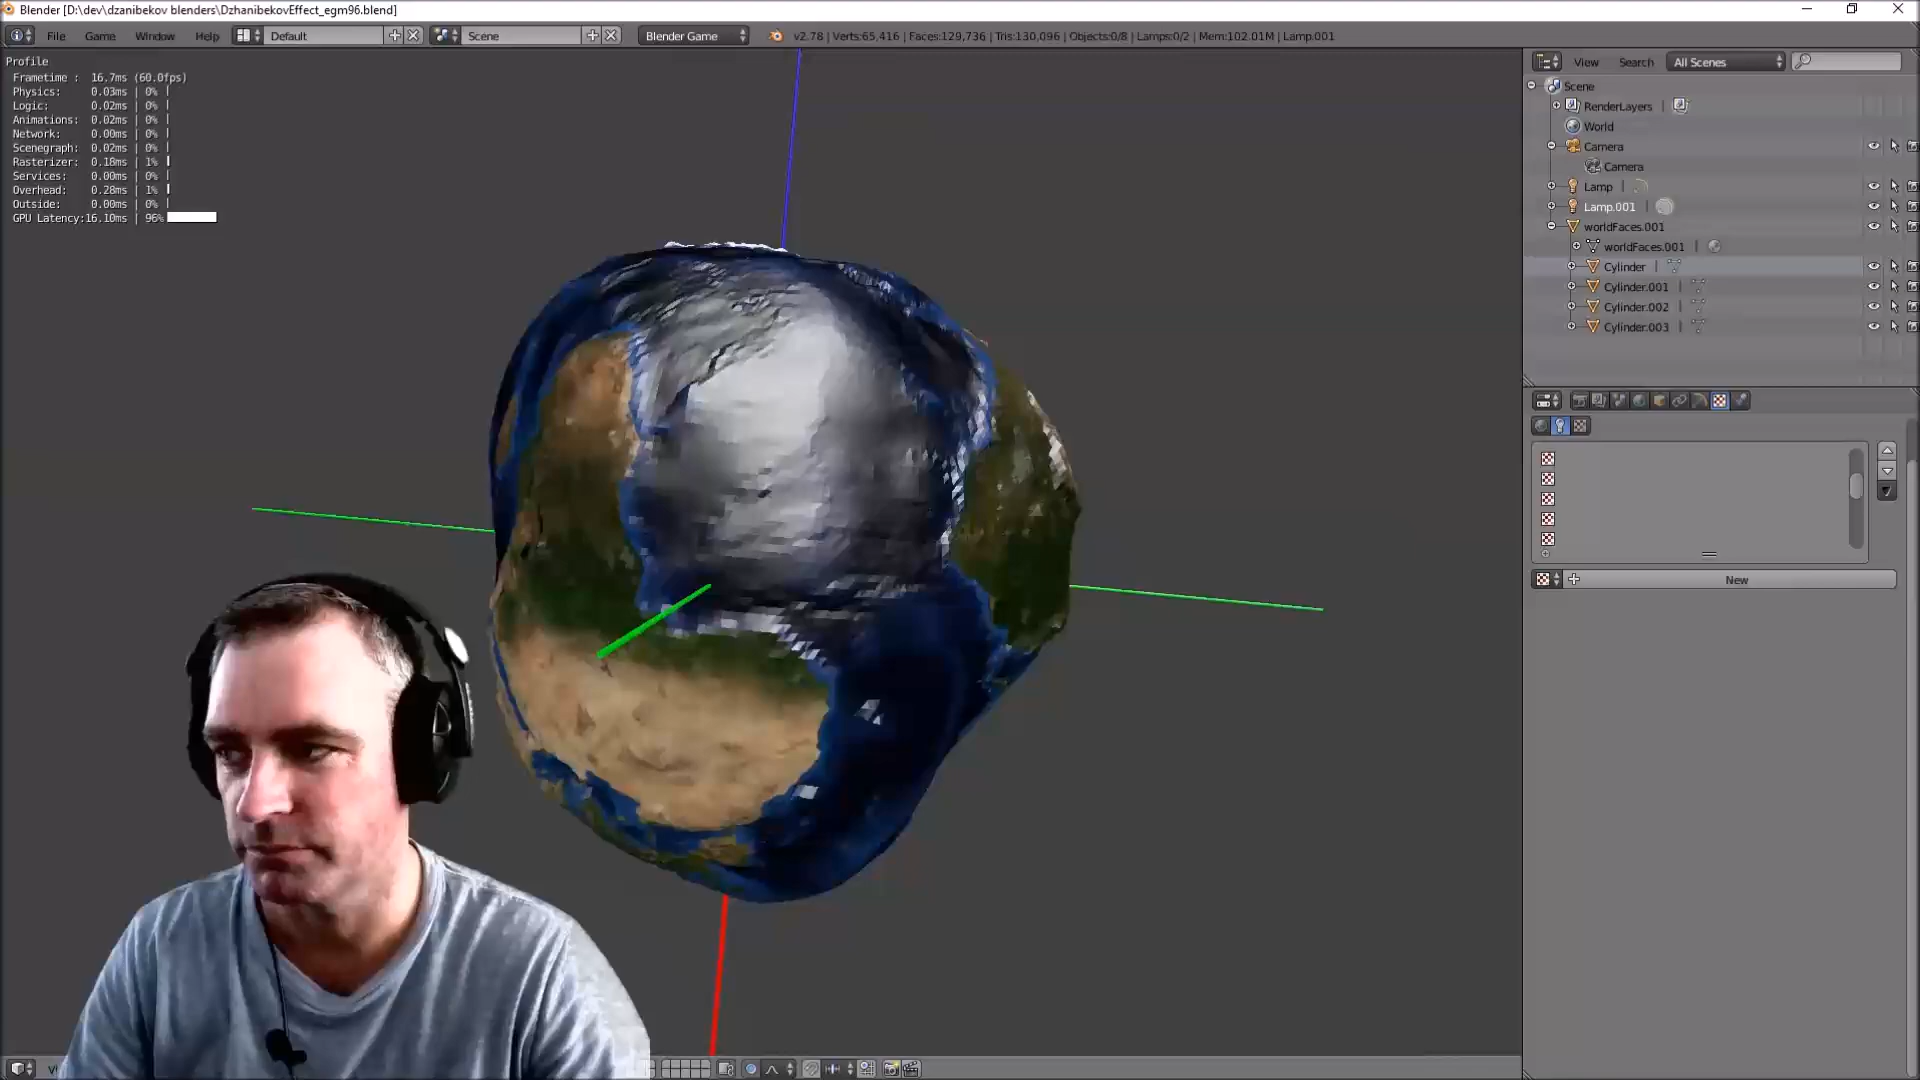 Blender [D:\dev\dzanibekov blenders\DzhanibekovEffect_egm96.blend]
File Game Window Help Default Scene Blender Game v2.78 | Verts:65,416 | Faces:129,736 | Tris:130,096 | Objects:0/8 | Lamps:0/2 | Mem:102.01M | Lamp.001
Profile
Frametime : 16.7ms (60.0fps)
Physics: 0.03ms | 0%
Logic: 0.02ms | 0%
Animations: 0.02ms | 0%
Network: 0.00ms | 0%
Scenegraph: 0.02ms | 0%
Rasterizer: 0.18ms | 1%
Services: 0.00ms | 0%
Overhead: 0.28ms | 1%
Outside: 0.00ms | 0%
GPU Latency:16.10ms | 96%
View Search All Scenes
Scene
RenderLayers
World
Camera
Camera
Lamp
Lamp.001
worldFaces.001
worldFaces.001
Cylinder
Cylinder.001
Cylinder.002
Cylinder.003
New